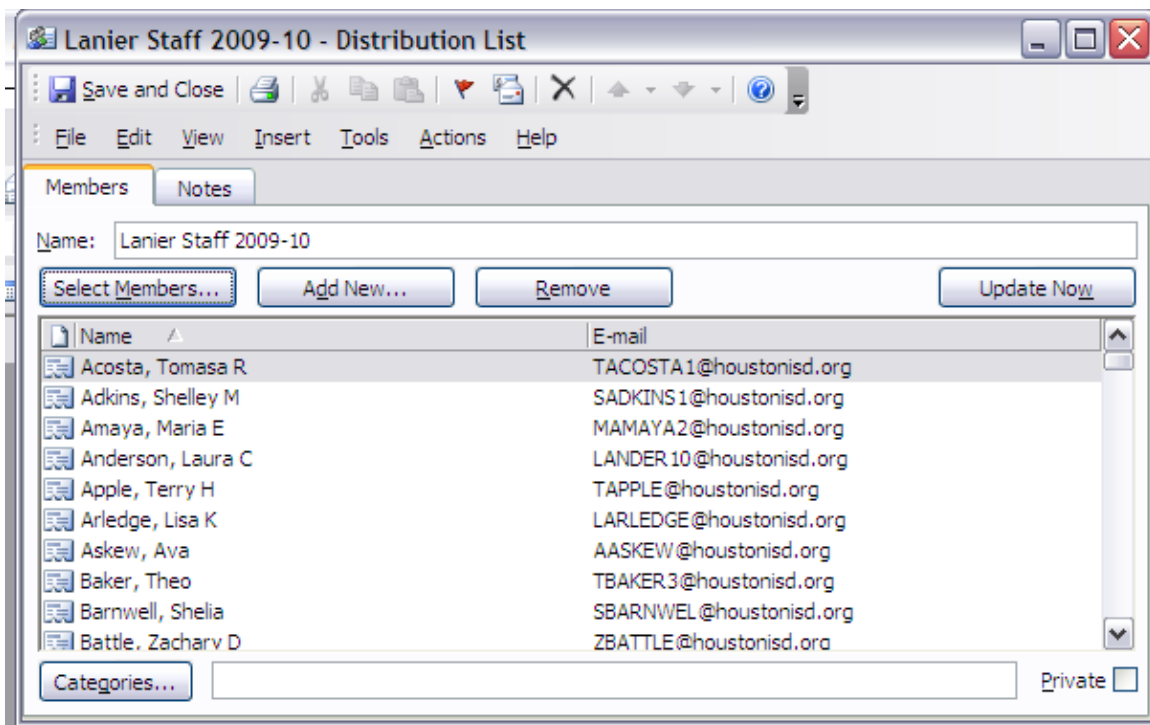 Lanier Staff 2009-10 - Distribution List
Save and Close
File Edit View Insert Tools Actions Help
Members Notes
Name: Lanier Staff 2009-10
Select Members... Add New... Remove Update Now
Name E-mail
Acosta, Tomasa R TACOSTA1@houstonisd.org
Adkins, Shelley M SADKINS1@houstonisd.org
Amaya, Maria E MAMAYA2@houstonisd.org
Anderson, Laura C LANDER10@houstonisd.org
Apple, Terry H TAPPLE@houstonisd.org
Arledge, Lisa K LARLEDGE@houstonisd.org
Askew, Ava AASKEW@houstonisd.org
Baker, Theo TBAKER3@houstonisd.org
Barnwell, Shelia SBARNWEL@houstonisd.org
Battle, Zachary D ZBATTLE@houstonisd.org
Categories... Private